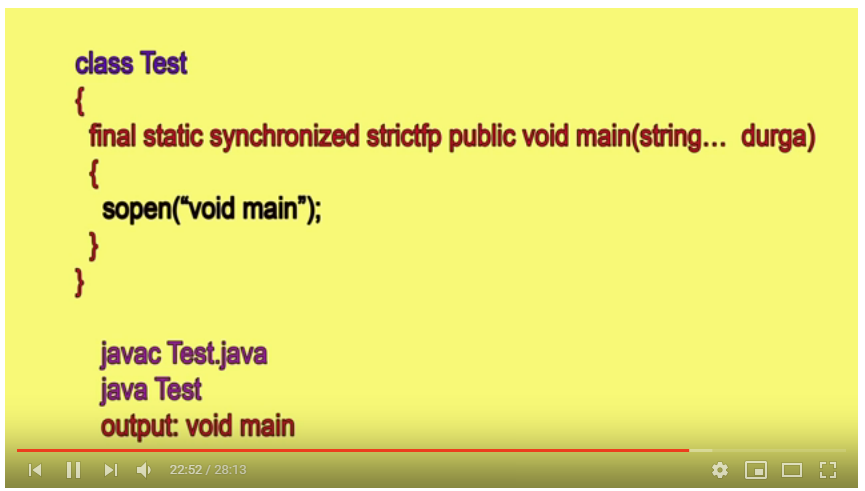 class Test
{
final static synchronized strictfp public void main(string... durga)
{
sopen(“void main”);
}
}
javac Test.java
java Test
output: void main
22:52 / 28:13